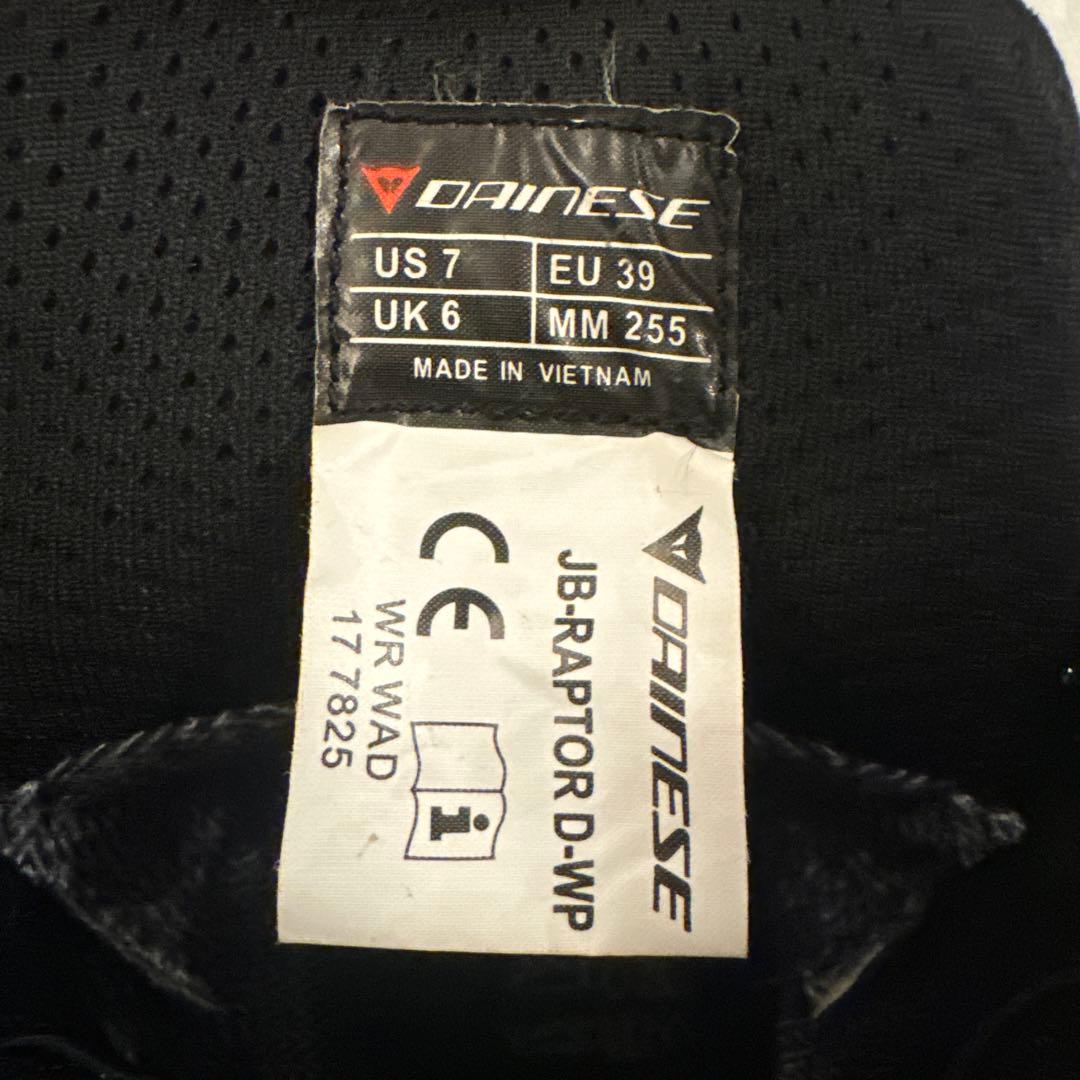 DAINESE
US 7
EU 39
UK 6
MM 255
MADE IN VIETNAM
DAINESE
JB-RAPTOR D-WP
CE
i
WR WAD
17 7825